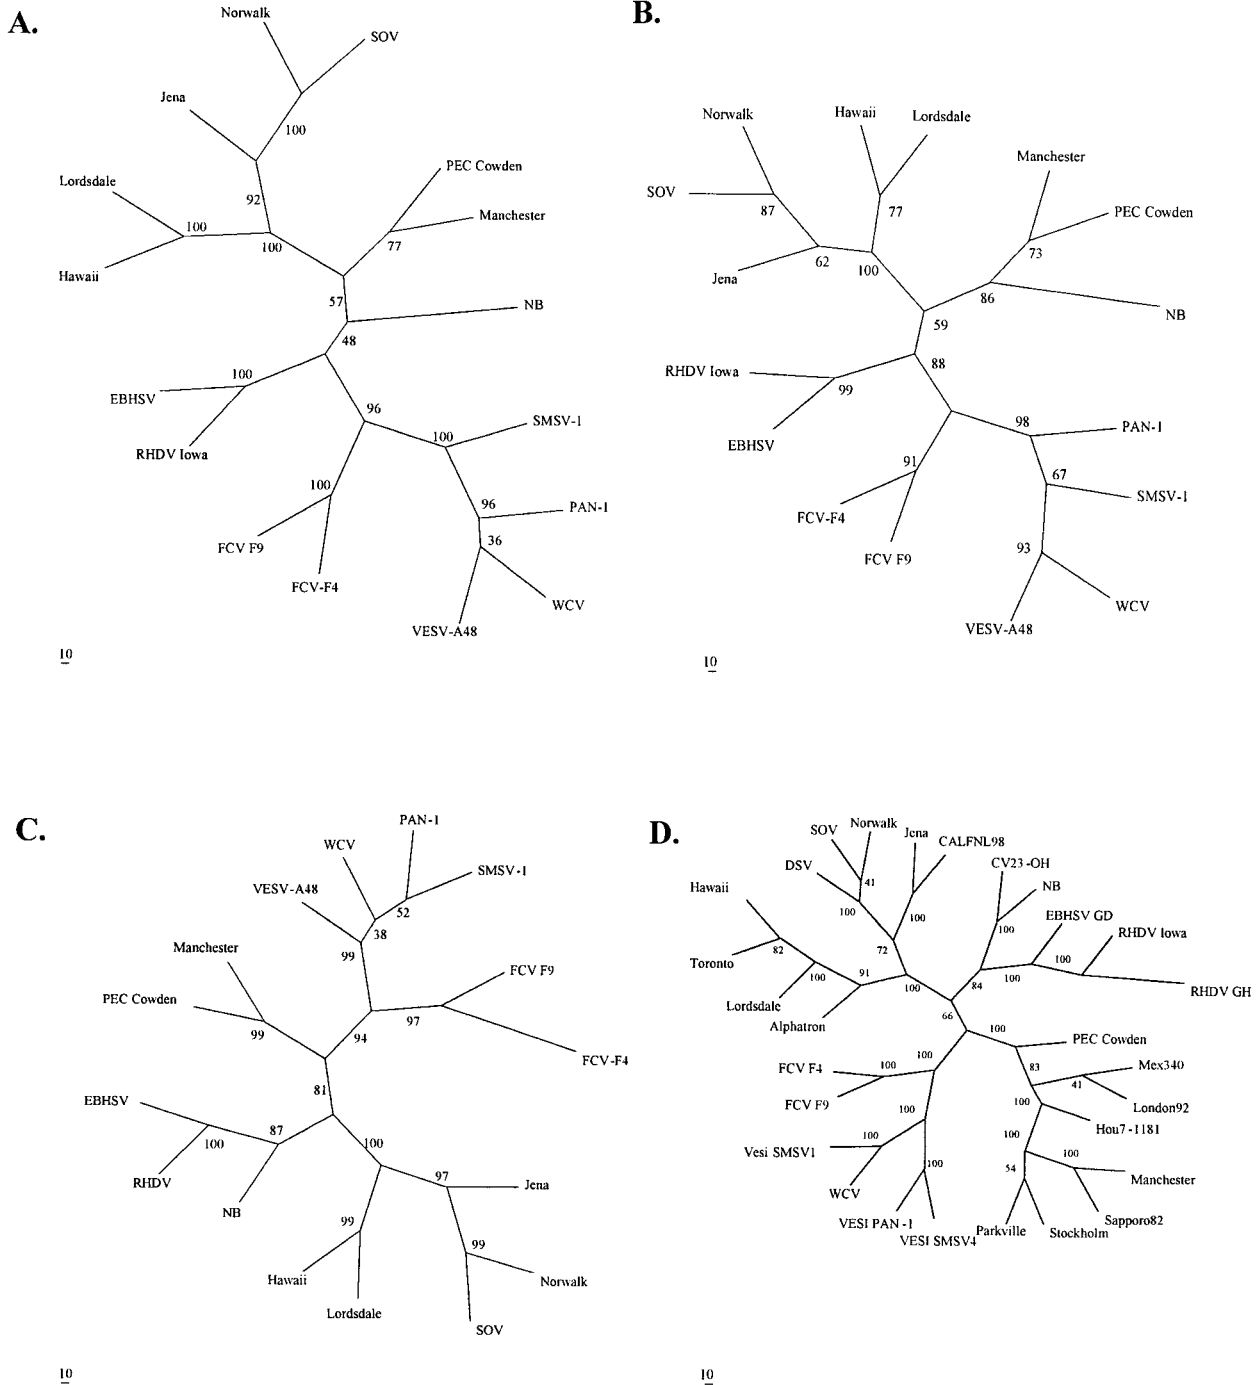 A.
Norwalk
SOV
Jena
100
PEC Cowden
Lordsdale
92
Manchester
100
100
77
Hawaii
57
NB
48
100
EBHSV
96
SMSV-1
RHDV Iowa
100
100
96
PAN-1
FCV F9
36
FCV-F4
WCV
VESV-A48
10
B.
Norwalk
Hawaii
Lordsdale
Manchester
SOV
87
77
PEC Cowden
73
Jena
62
100
86
NB
59
RHDV Iowa
88
99
EBHSV
98
PAN-1
91
67
SMSV-1
FCV-F4
FCV F9
93
WCV
VESV-A48
10
C.
PAN-1
WCV
SMSV-1
VESV-A48
52
38
Manchester
99
FCV F9
PEC Cowden
97
99
94
FCV-F4
81
EBHSV
87
100
100
RHDV
97
Jena
NB
99
99
Hawaii
Norwalk
Lordsdale
SOV
10
D.
SOV
Norwalk
Jena
CALFNL98
DSV
CV23-OH
41
NB
Hawaii
100
100
EBHSV GD
100
RHDV Iowa
82
72
Toronto
100
91
100
100
84
100
RHDV GH
Lordsdale
Alphatron
66
100
PEC Cowden
100
FCV F4
100
83
Mex340
41
FCV F9
100
100
London92
Hou7-1181
Vesi SMSV1
100
100
100
100
54
Manchester
WCV
VESI PAN-1
Parkville
Sapporo82
VESI SMSV4
Stockholm
10